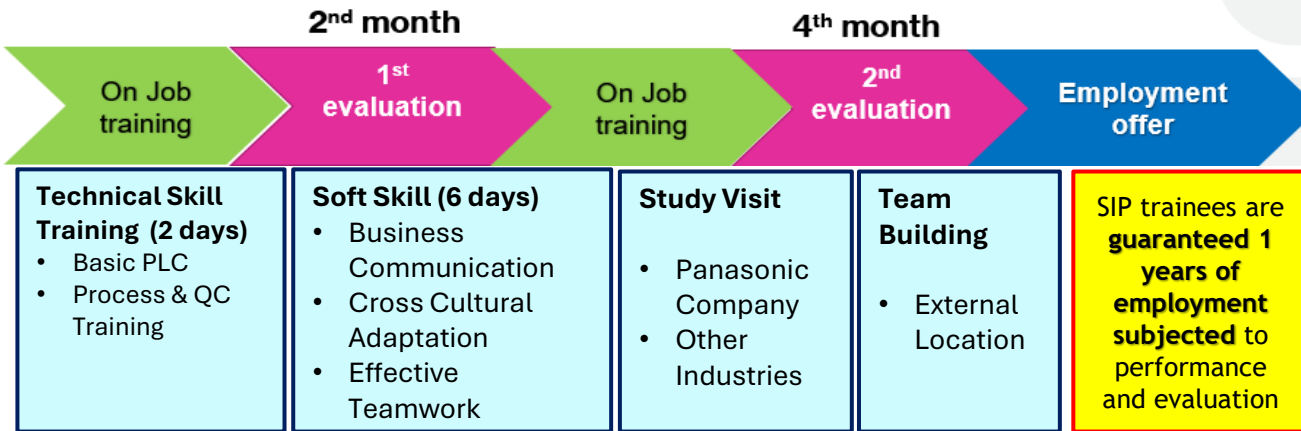 2nd month
4th month
On Job
training
1st
evaluation
On Job
training
2nd
evaluation
Employment
offer
Technical Skill
Training (2 days)
• Basic PLC
• Process & QC
Training
Soft Skill (6 days)
• Business
Communication
• Cross Cultural
Adaptation
• Effective
Teamwork
Study Visit
• Panasonic
Company
• Other
Industries
Team
Building
• External
Location
SIP trainees are
guaranteed 1
years of
employment
subjected to
performance
and evaluation